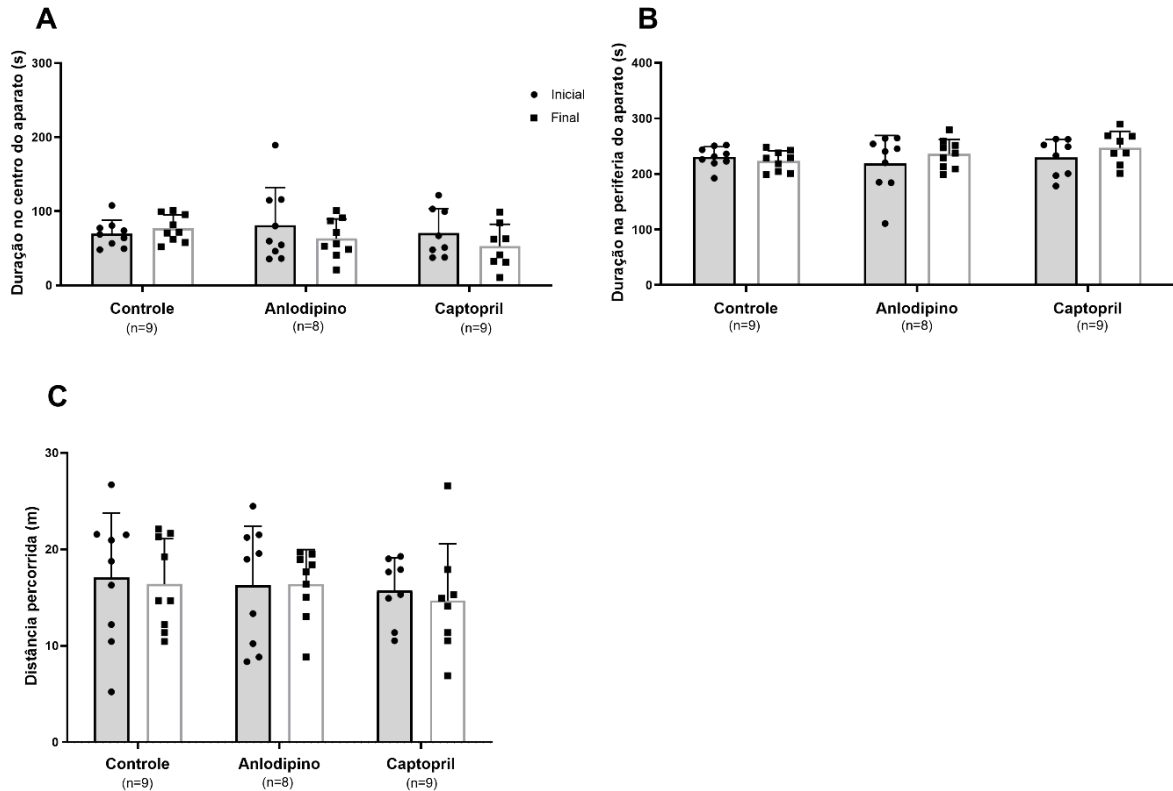 A
Duração no centro do aparato (s)
300
200
100
0
Inicial
Final
Controle
(n=9)
Anlodipino
(n=8)
Captopril
(n=9)
B
Duração na periferia do aparato (s)
400
300
200
100
0
Controle
(n=9)
Anlodipino
(n=8)
Captopril
(n=9)
C
Distância percorrida (m)
30
20
10
0
Controle
(n=9)
Anlodipino
(n=8)
Captopril
(n=9)